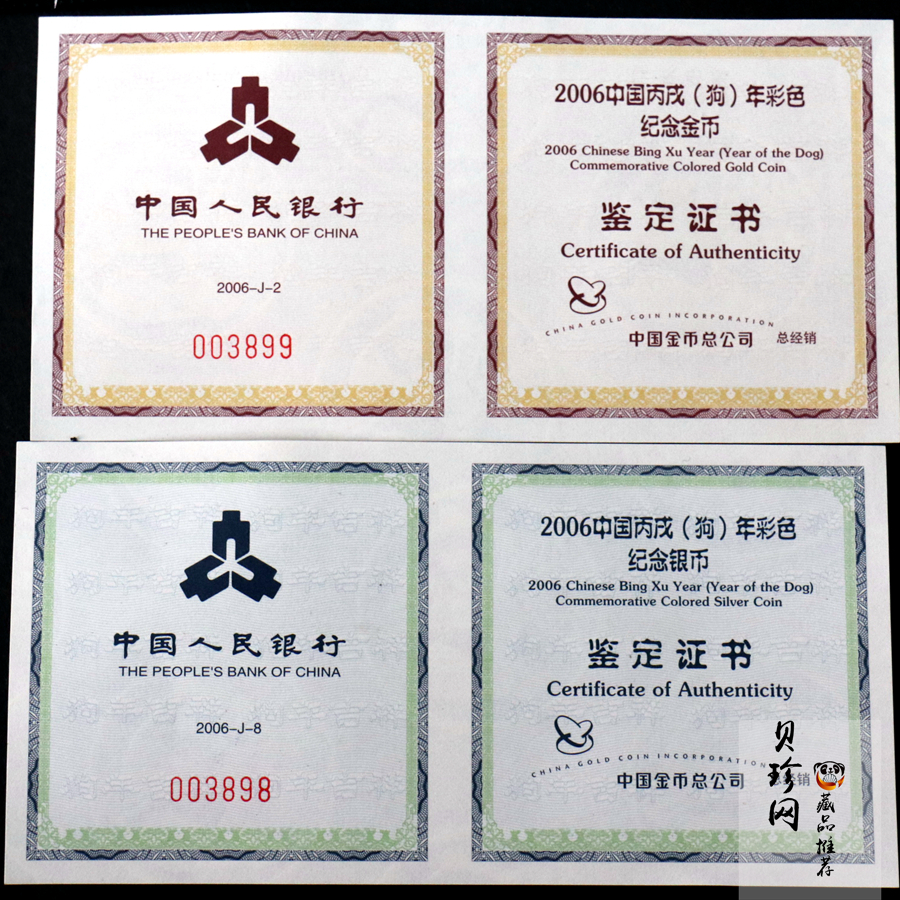 中国人民银行
THE PEOPLE'S BANK OF CHINA
2006-J-2
003899
2006中国丙戌（狗）年彩色
纪念金币
2006 Chinese Bing Xu Year (Year of the Dog)
Commemorative Colored Gold Coin
鉴定证书
Certificate of Authenticity
CHINA GOLD COIN INCORPORATION
中国金币总公司 总经销
中国人民银行
THE PEOPLE'S BANK OF CHINA
2006-J-8
003898
2006中国丙戌（狗）年彩色
纪念银币
2006 Chinese Bing Xu Year (Year of the Dog)
Commemorative Colored Silver Coin
鉴定证书
Certificate of Authenticity
CHINA GOLD COIN INCORPORATION
中国金币总公司 总经销
贝珍网
藏品推荐